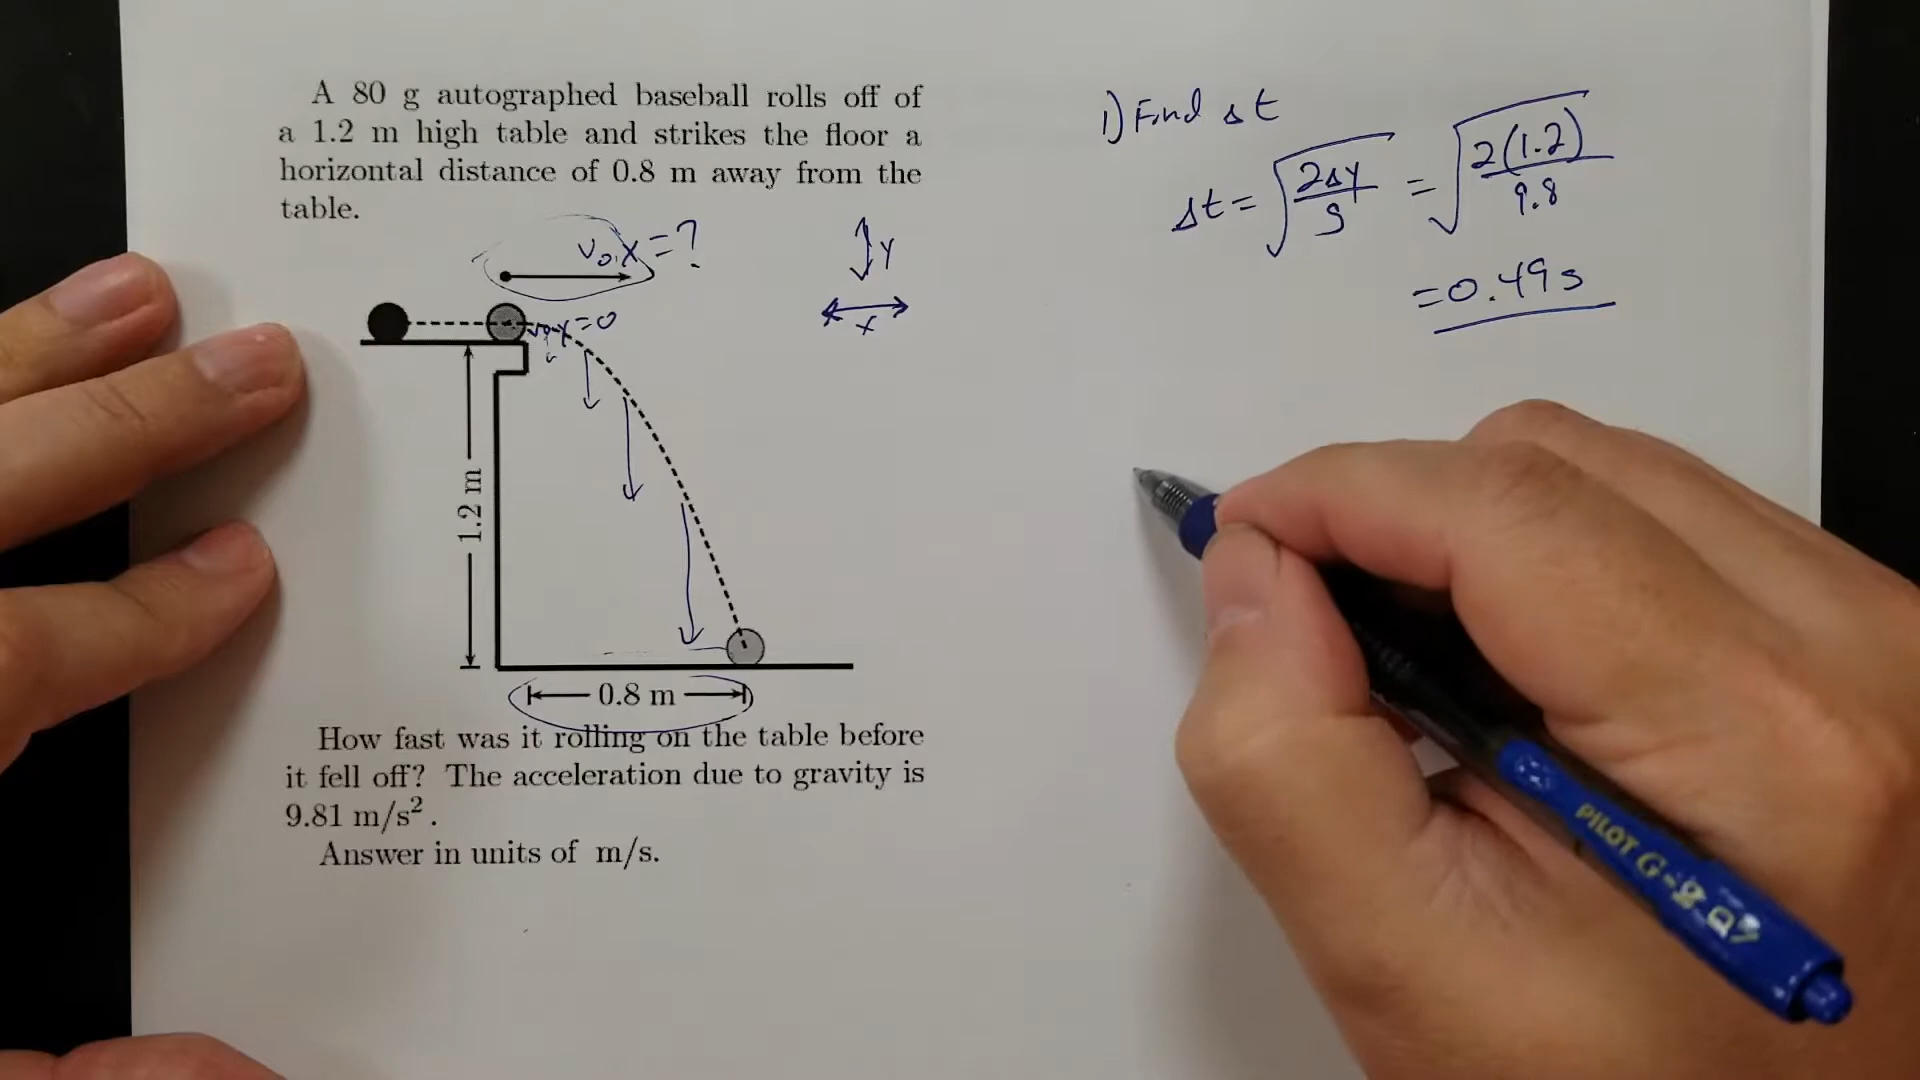 A 80 g autographed baseball rolls off of
a 1.2 m high table and strikes the floor a
horizontal distance of 0.8 m away from the
table.
v₀,x = ?
v₀,y = 0
y
x
1.2 m
0.8 m
How fast was it rolling on the table before
it fell off? The acceleration due to gravity is
9.81 m/s² .
Answer in units of m/s.
1) Find Δt
Δt = √(2Δy/g) = √(2(1.2)/9.8)
= 0.49 s
PILOT G-2 07